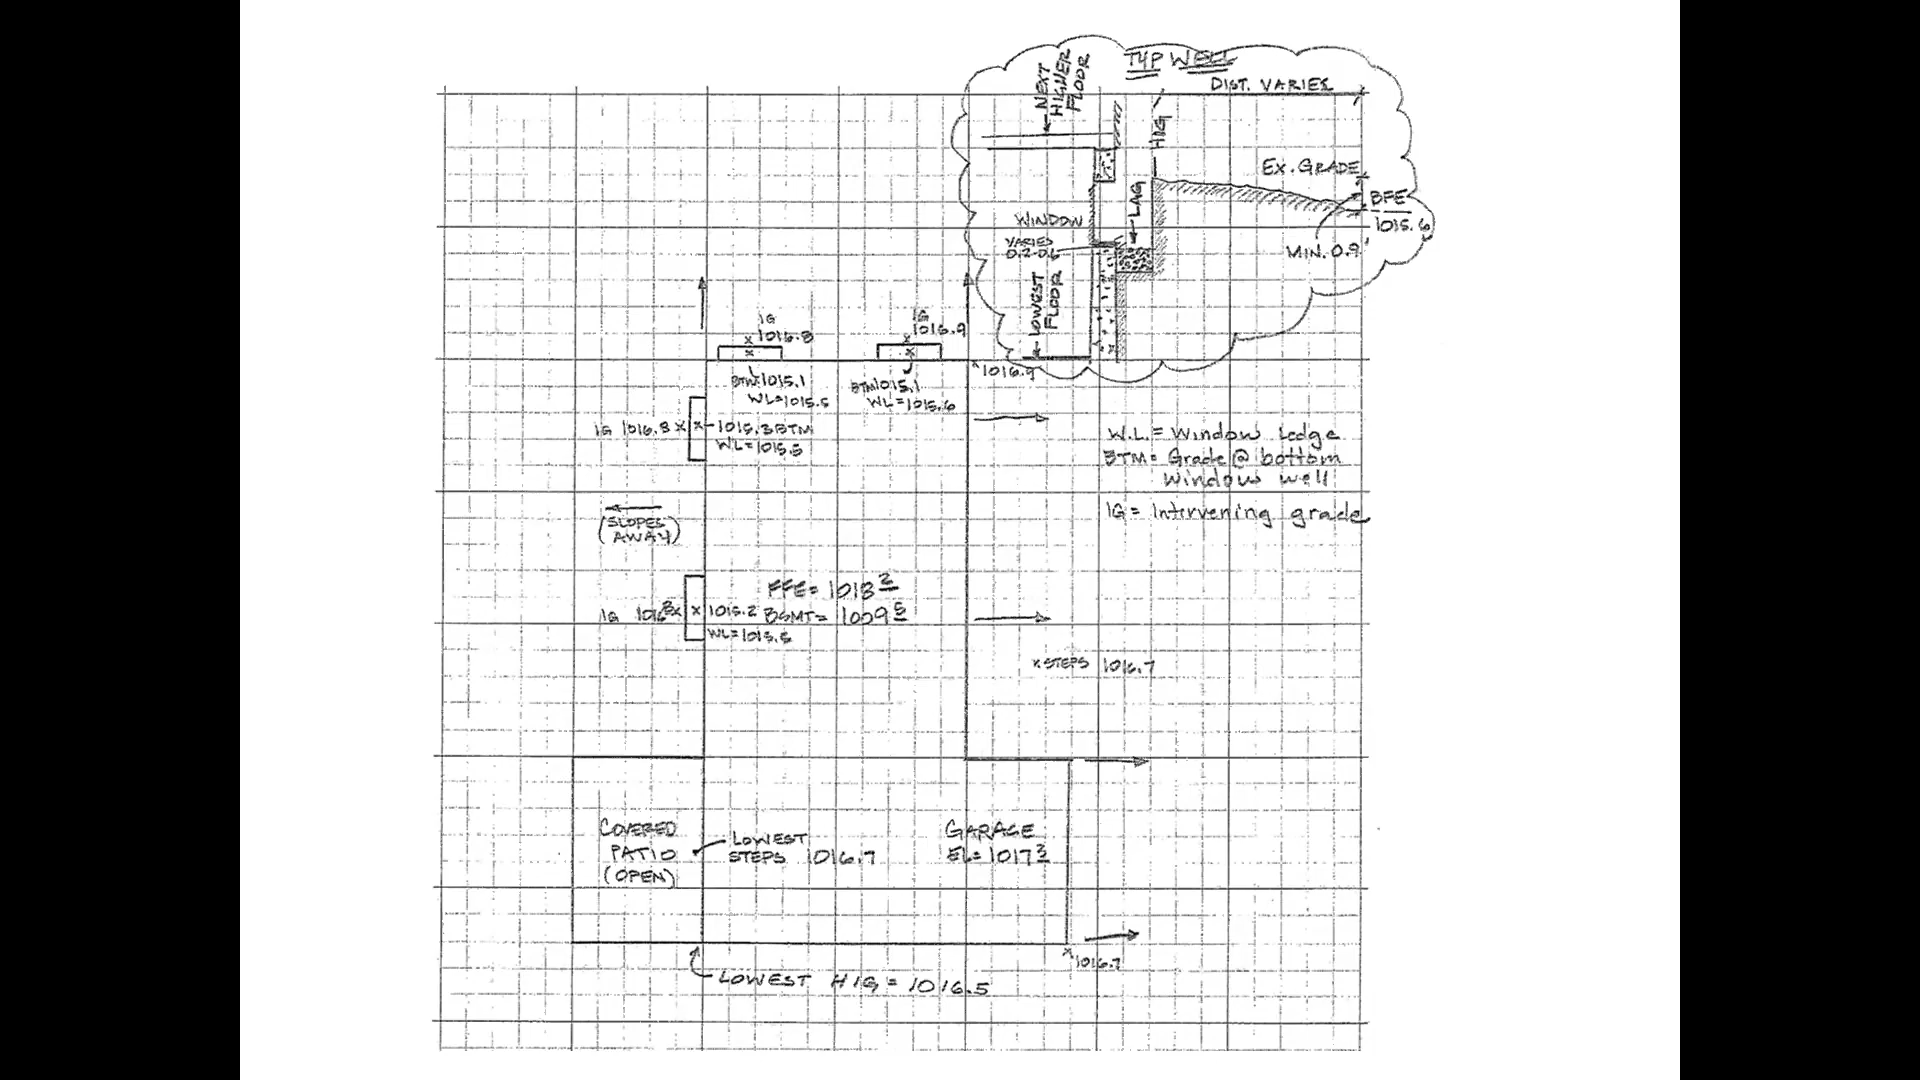 TYP WELL
DIST. VARIES
NEXT
HIGHER
FLOOR
HIG
EX. GRADE
LAG
BFE
1015.6
WINDOW
VARIES
0.2-0.6
MIN. 0.9'
LOWEST
FLOOR
IG
1016.8
IG
1016.9
1016.9
BTM 1015.1
WL=1015.5
BTM 1015.1
WL=1015.6
IG 1016.8 x
1015.3 BTM
WL=1015.5
W.L. = Window Ledge
BTM = Grade @ bottom
window well
IG = Intervening grade
(SLOPES
AWAY)
FFE= 1018 2
IG 1016 8 x
1015.2
BSMT= 1009 5
WL=1015.5
x STEPS 1016.7
COVERED
PATIO
(OPEN)
LOWEST
STEPS 1016.7
GARAGE
EL= 1017 3
x 1016.7
LOWEST HIG = 1016.5